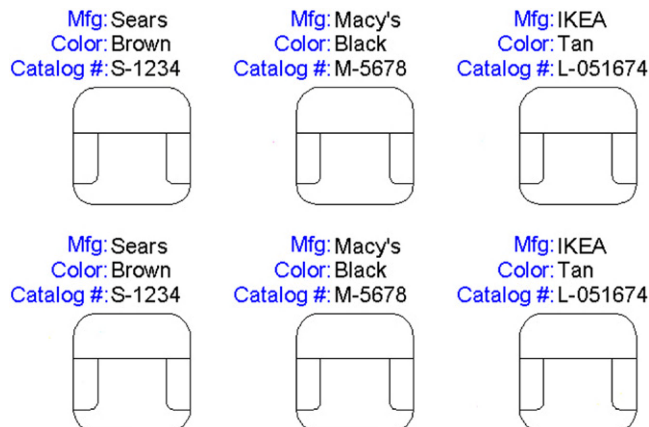 Mfg: Sears Mfg: Macy's Mfg: IKEA
Color: Brown Color: Black Color: Tan
Catalog #: S-1234 Catalog #: M-5678 Catalog #: L-051674
Mfg: Sears Mfg: Macy's Mfg: IKEA
Color: Brown Color: Black Color: Tan
Catalog #: S-1234 Catalog #: M-5678 Catalog #: L-051674